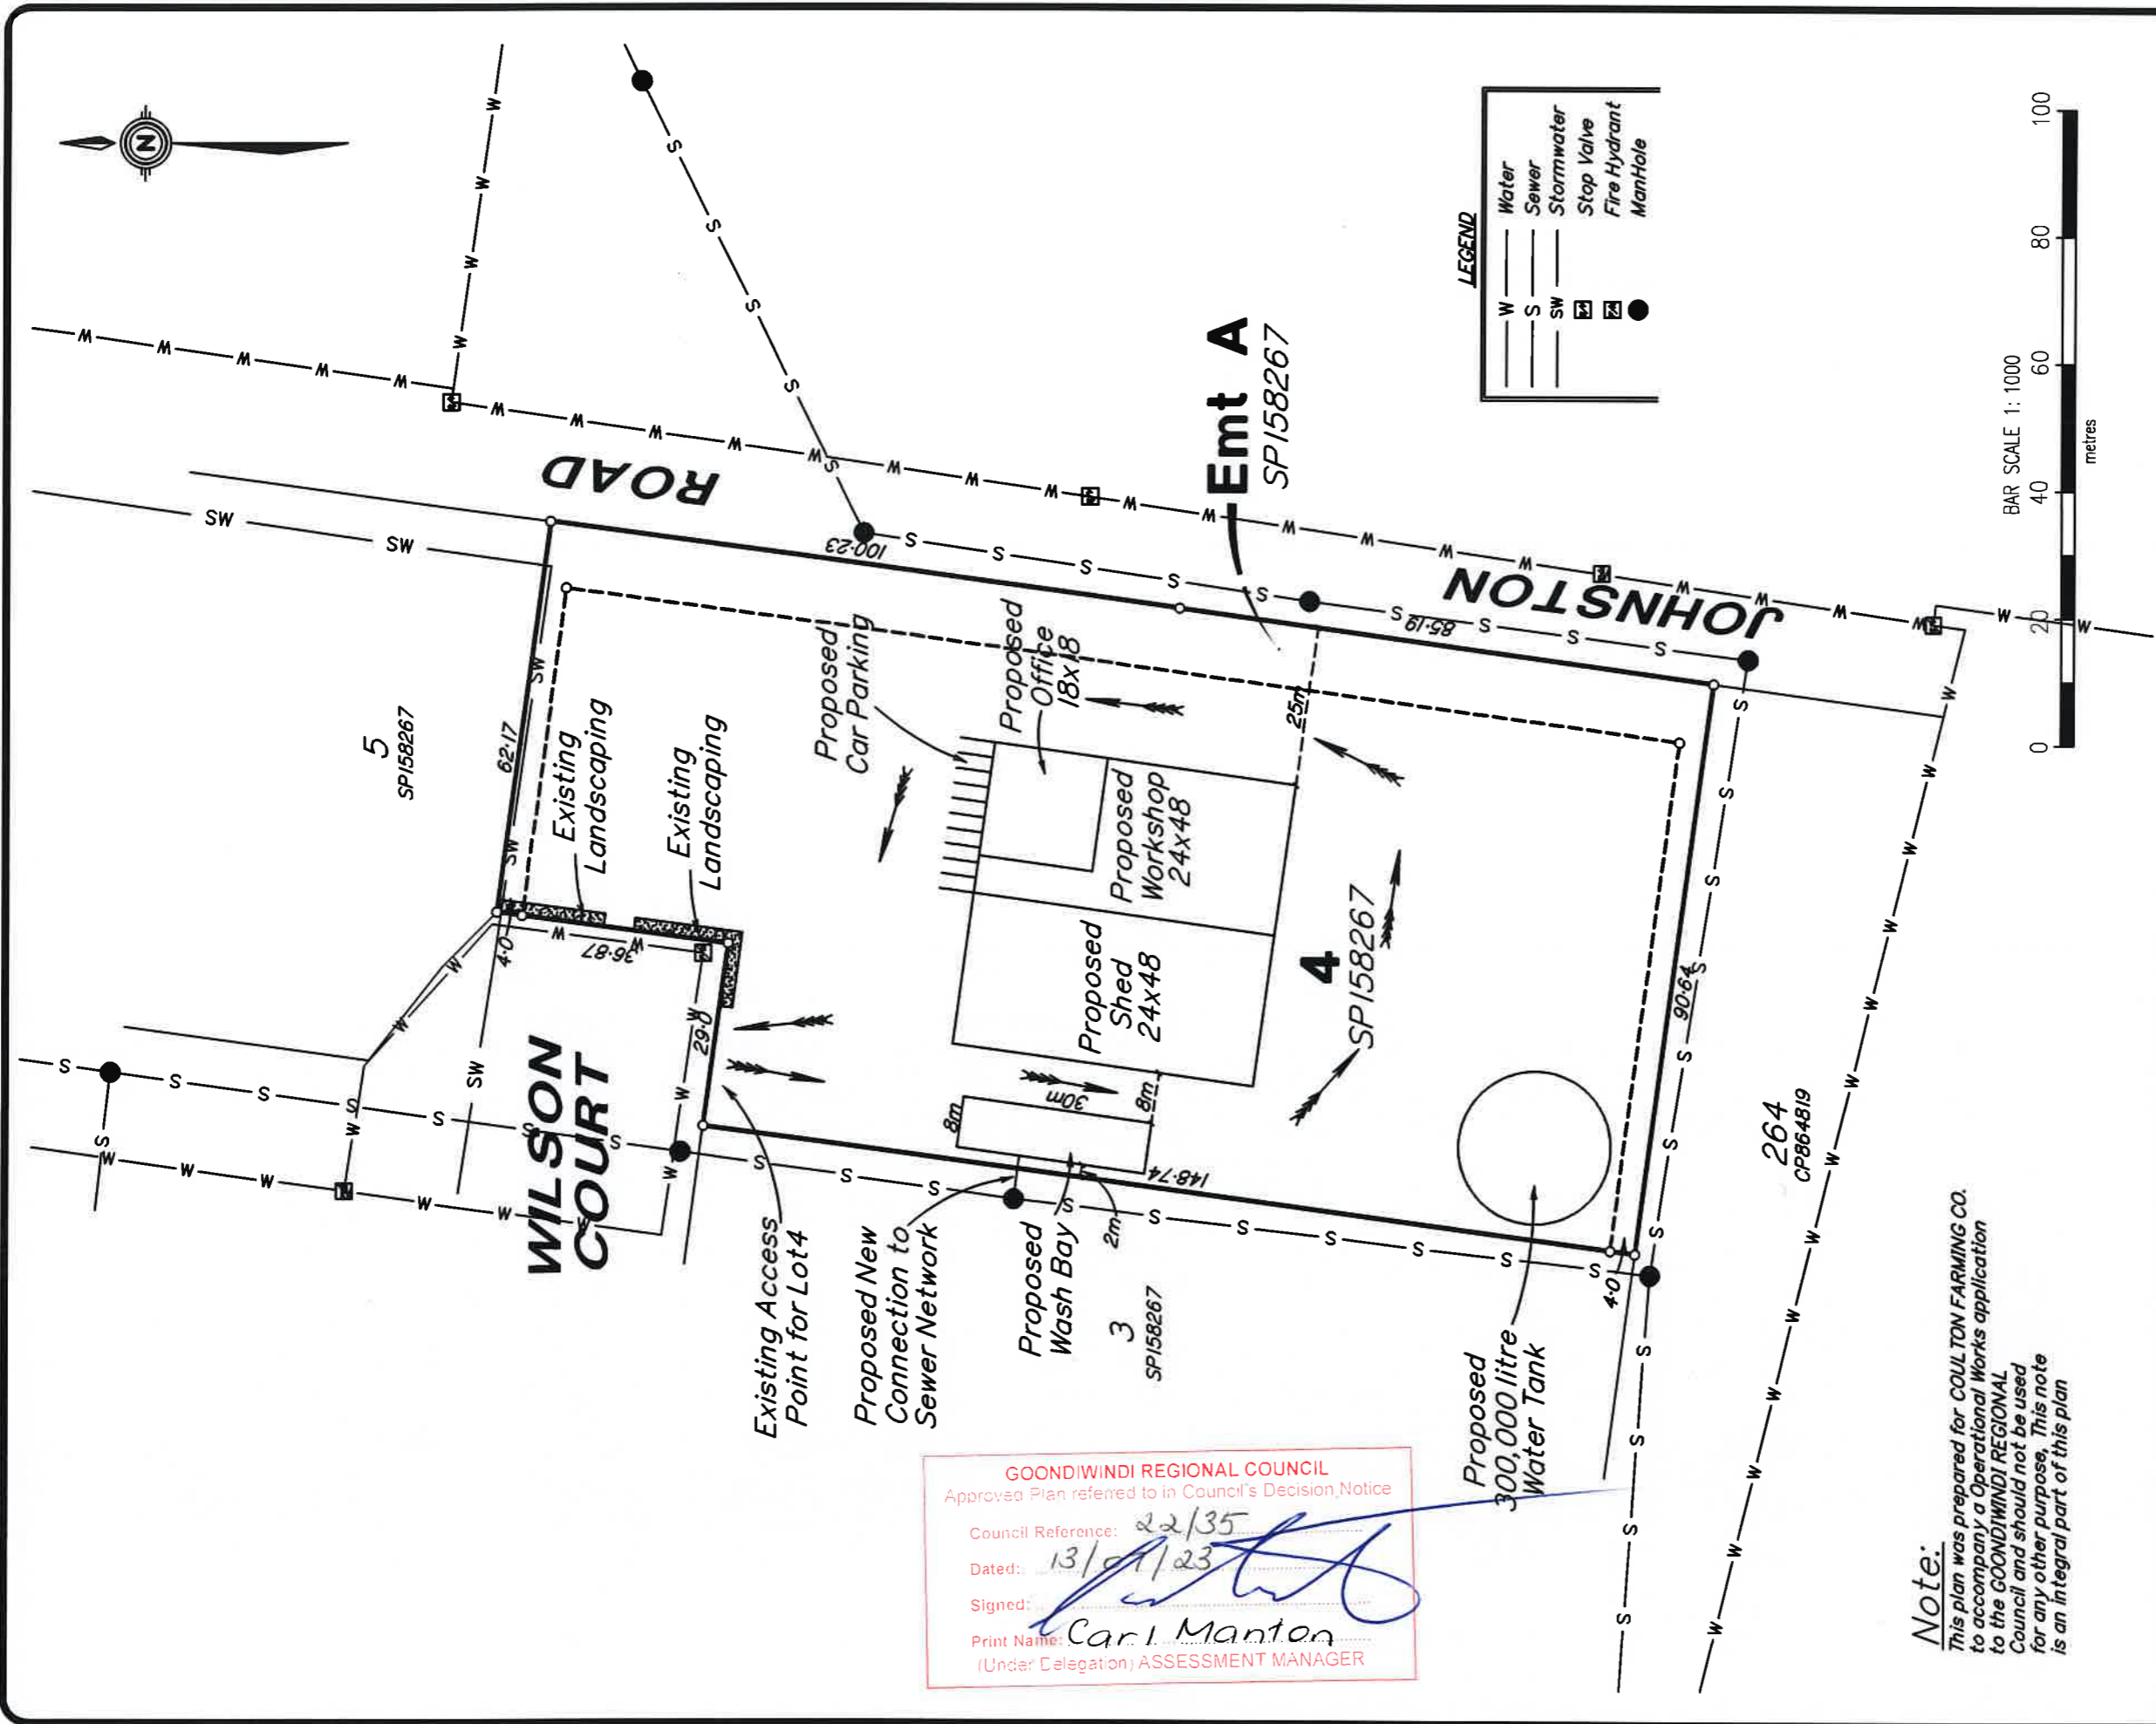 N
WILSON
COURT
ROAD
JOHNSTON
5
SP158267
62·17
100·23
85·19
90·64
148·74
29·0
36·87
4·0
4·0
Existing
Landscaping
Existing
Landscaping
Proposed
Car Parking
Proposed
Office
18x18
Proposed
Workshop
24x48
Proposed
Shed
24x48
25m
30m
8m
8m
2m
Emt A
SP158267
4
SP158267
Existing Access
Point for Lot4
Proposed New
Connection to
Sewer Network
Proposed
Wash Bay
3
SP158267
Proposed
300,000 litre
Water Tank
264
CP864819
LEGEND
W Water
S Sewer
SW Stormwater
Stop Valve
Fire Hydrant
ManHole
BAR SCALE 1: 1000
0 20 40 60 80 100
metres
Note:
This plan was prepared for COULTON FARMING CO.
to accompany a Operational Works application
to the GOONDIWINDI REGIONAL
Council and should not be used
for any other purpose. This note
is an integral part of this plan
GOONDIWINDI REGIONAL COUNCIL
Approved Plan referred to in Council's Decision Notice
Council Reference: 22/35
Dated: 13/07/23
Signed:
Print Name: Carl Manton
(Under Delegation) ASSESSMENT MANAGER